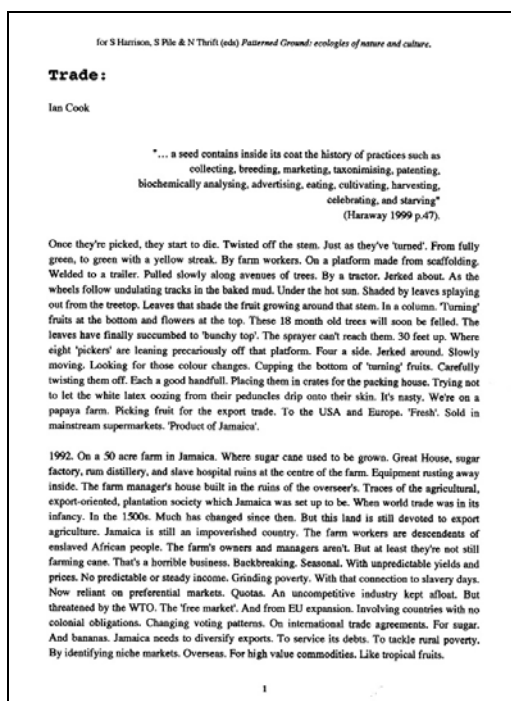 for S Harrison, S Pile & N Thrift (eds) Patterned Ground: ecologies of nature and culture.
Trade:
Ian Cook
"... a seed contains inside its coat the history of practices such as
collecting, breeding, marketing, taxonimising, patenting,
biochemically analysing, advertising, eating, cultivating, harvesting,
celebrating, and starving"
(Haraway 1999 p.47).
Once they're picked, they start to die. Twisted off the stem. Just as they've 'turned'. From fully
green, to green with a yellow streak. By farm workers. On a platform made from scaffolding.
Welded to a trailer. Pulled slowly along avenues of trees. By a tractor. Jerked about. As the
wheels follow undulating tracks in the baked mud. Under the hot sun. Shaded by leaves splaying
out from the treetop. Leaves that shade the fruit growing around that stem. In a column. 'Turning'
fruits at the bottom and flowers at the top. These 18 month old trees will soon be felled. The
leaves have finally succumbed to 'bunchy top'. The sprayer can't reach them. 30 feet up. Where
eight 'pickers' are leaning precariously off that platform. Four a side. Jerked around. Slowly
moving. Looking for those colour changes. Cupping the bottom of 'turning' fruits. Carefully
twisting them off. Each a good handfull. Placing them in crates for the packing house. Trying not
to let the white latex oozing from their peduncles drip onto their skin. It's nasty. We're on a
papaya farm. Picking fruit for the export trade. To the USA and Europe. 'Fresh'. Sold in
mainstream supermarkets. 'Product of Jamaica'.
1992. On a 50 acre farm in Jamaica. Where sugar cane used to be grown. Great House, sugar
factory, rum distillery, and slave hospital ruins at the centre of the farm. Equipment rusting away
inside. The farm manager's house built in the ruins of the overseer's. Traces of the agricultural,
export-oriented, plantation society which Jamaica was set up to be. When world trade was in its
infancy. In the 1500s. Much has changed since then. But this land is still devoted to export
agriculture. Jamaica is still an impoverished country. The farm workers are descendents of
enslaved African people. The farm's owners and managers aren't. But at least they're not still
farming cane. That's a horrible business. Backbreaking. Seasonal. With unpredictable yields and
prices. No predictable or steady income. Grinding poverty. With that connection to slavery days.
Now reliant on preferential markets. Quotas. An uncompetitive industry kept afloat. But
threatened by the WTO. The 'free market'. And from EU expansion. Involving countries with no
colonial obligations. Changing voting patterns. On international trade agreements. For sugar.
And bananas. Jamaica needs to diversify exports. To service its debts. To tackle rural poverty.
By identifying niche markets. Overseas. For high value commodities. Like tropical fruits.
1